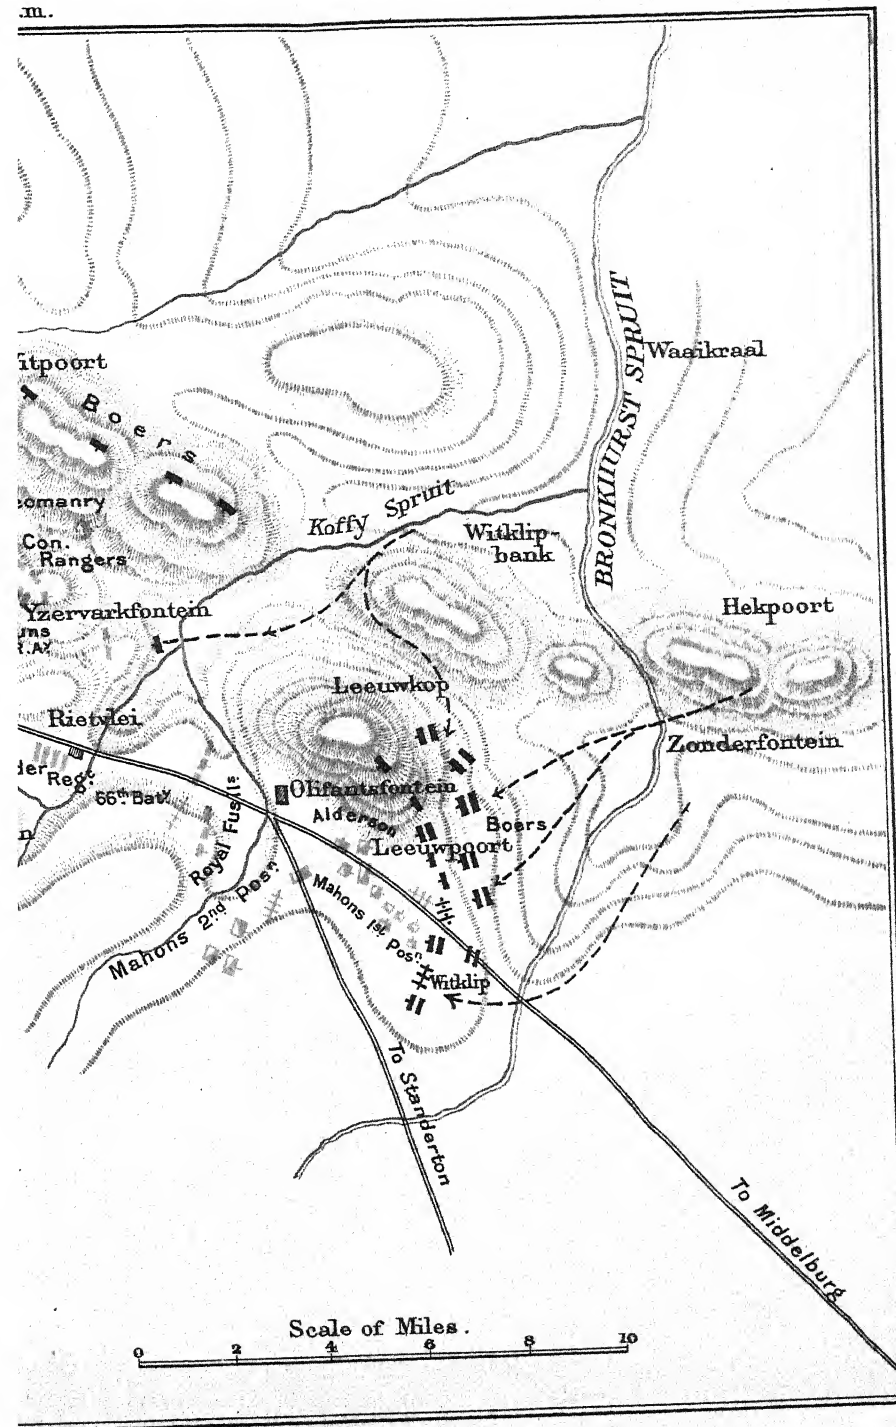 .m.
itpoort
Boers
BRONKHURST SPRUIT
Waaikraal
eomanry
Con.
Rangers
Koffy Spruit
Witklip-
bank
Yzervarkfontein
Hekpoort
R.A.
Leeuwkop
Rietvlei
Zonderfontein
der Regt.
66th Baty.
Royal Fusils
Olifantsfontein
Alderson
Boers
Leeuwpoort
n
Mahons 1st Posn.
Mahons 2nd Posn.
Witklip
To Standerton
To Middelburg
Scale of Miles.
0 2 4 6 8 10